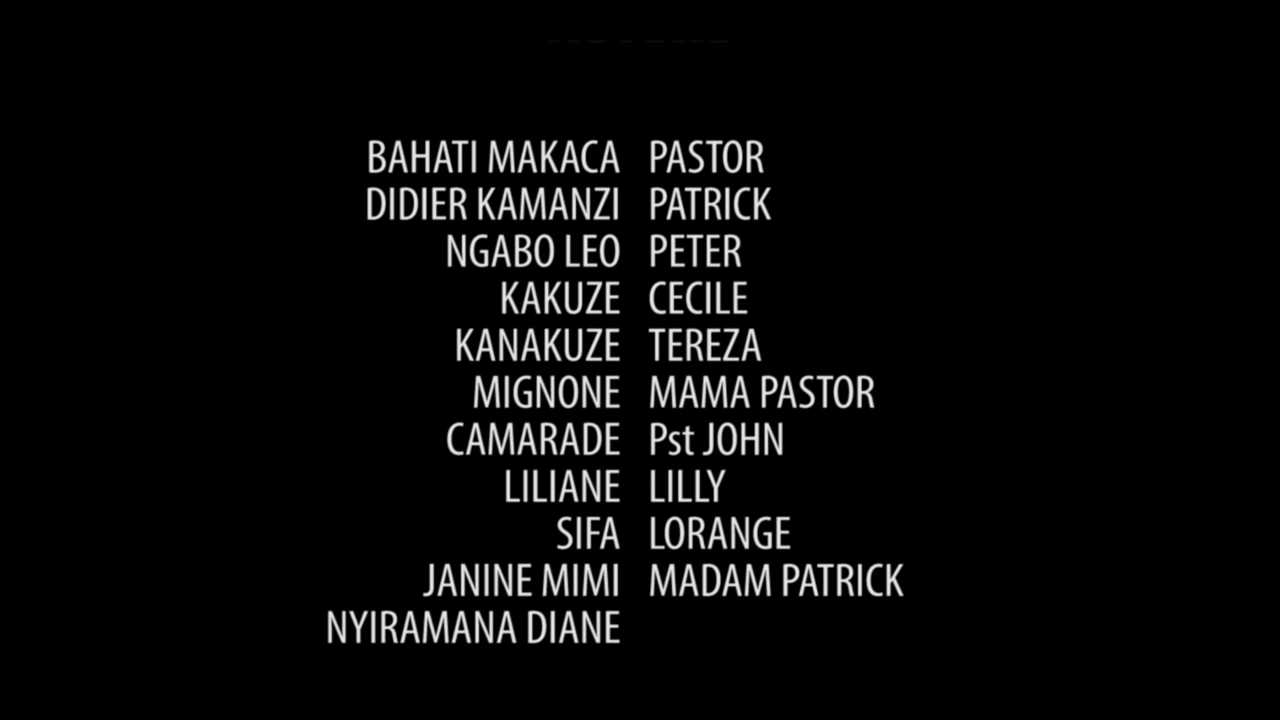 BAHATI MAKACA PASTOR
DIDIER KAMANZI PATRICK
NGABO LEO PETER
KAKUZE CECILE
KANAKUZE TEREZA
MIGNONE MAMA PASTOR
CAMARADE Pst JOHN
LILIANE LILLY
SIFA LORANGE
JANINE MIMI MADAM PATRICK
NYIRAMANA DIANE